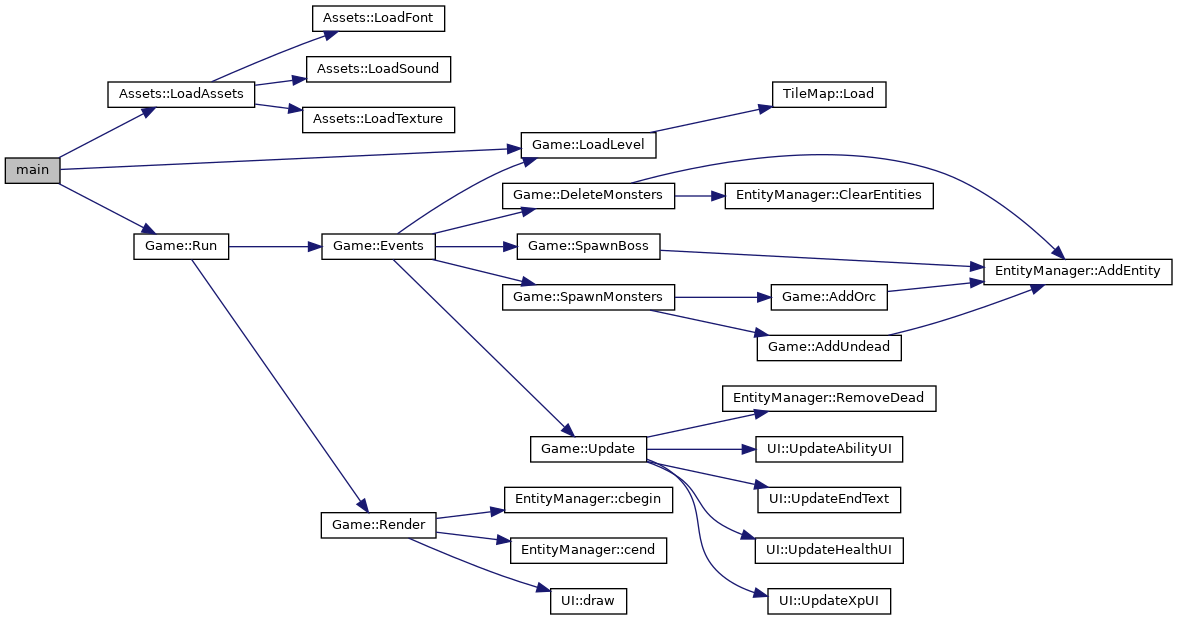 main
Assets::LoadAssets
Assets::LoadFont
Assets::LoadSound
Assets::LoadTexture
Game::LoadLevel
TileMap::Load
Game::Run
Game::Events
Game::DeleteMonsters
EntityManager::ClearEntities
Game::SpawnBoss
EntityManager::AddEntity
Game::SpawnMonsters
Game::AddOrc
Game::AddUndead
Game::Update
EntityManager::RemoveDead
UI::UpdateAbilityUI
UI::UpdateEndText
UI::UpdateHealthUI
UI::UpdateXpUI
Game::Render
EntityManager::cbegin
EntityManager::cend
UI::draw